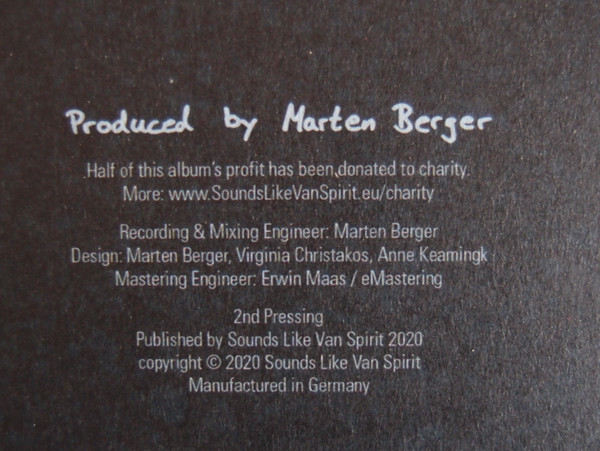 Produced by Marten Berger
Half of this album's profit has been donated to charity.
More: www.SoundsLikeVanSpirit.eu/charity
Recording & Mixing Engineer: Marten Berger
Design: Marten Berger, Virginia Christakos, Anne Keamingk
Mastering Engineer: Erwin Maas / eMastering
2nd Pressing
Published by Sounds Like Van Spirit 2020
copyright © 2020 Sounds Like Van Spirit
Manufactured in Germany